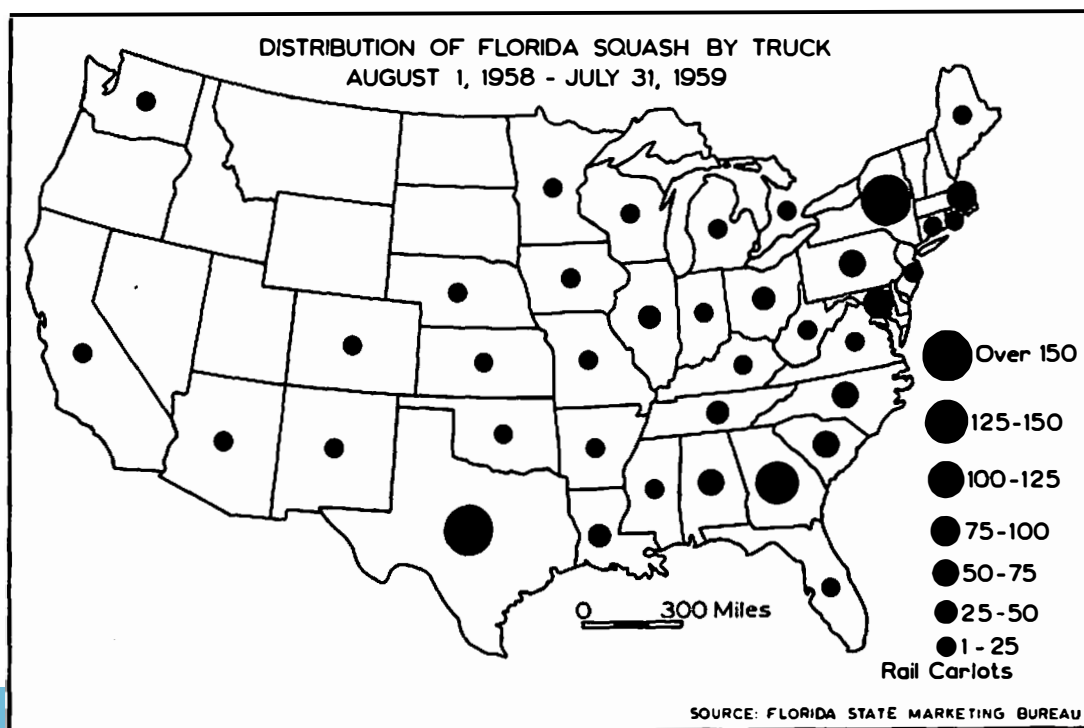 DISTRIBUTION OF FLORIDA SQUASH BY TRUCK
AUGUST 1, 1958 - JULY 31, 1959
Over 150
125-150
100-125
75-100
50-75
25-50
1-25
Rail Carlots
0 300 Miles
SOURCE: FLORIDA STATE MARKETING BUREAU